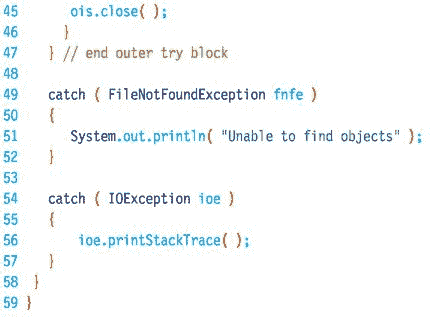 45 ois.close( );
46 }
47 } // end outer try block
48
49 catch ( FileNotFoundException fnfe )
50 {
51 System.out.println( "Unable to find objects" );
52 }
53
54 catch ( IOException ioe )
55 {
56 ioe.printStackTrace( );
57 }
58 }
59 }